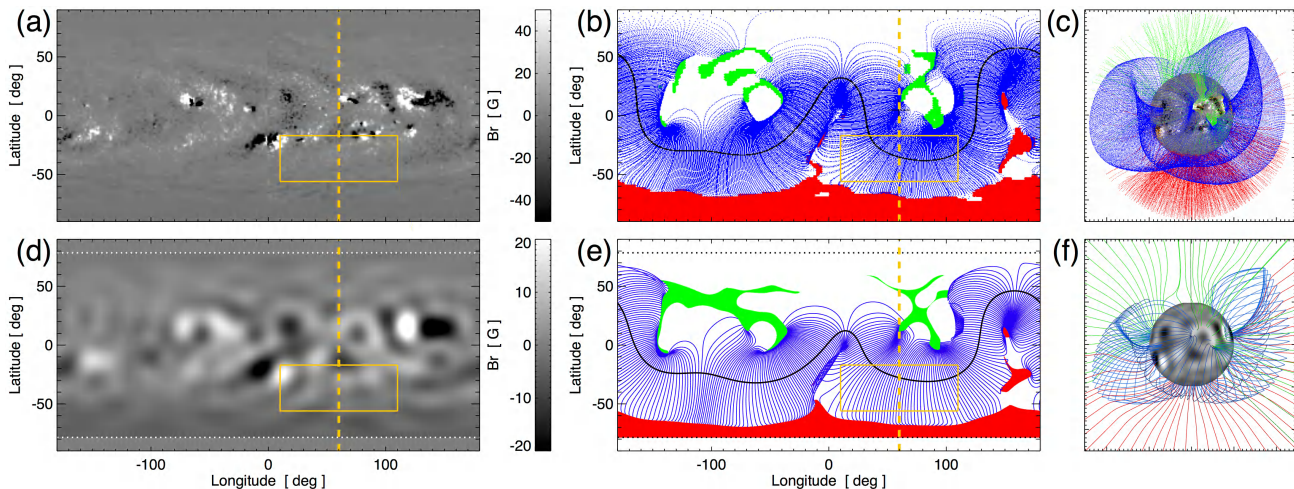 (a)
(b)
(c)
50
0
-50
Latitude [ deg ]
40
20
0
-20
-40
Br [ G ]
50
0
-50
Latitude [ deg ]
(d)
(e)
(f)
50
0
-50
Latitude [ deg ]
20
10
0
-10
-20
Br [ G ]
50
0
-50
Latitude [ deg ]
-100
0
100
Longitude [ deg ]
-100
0
100
Longitude [ deg ]